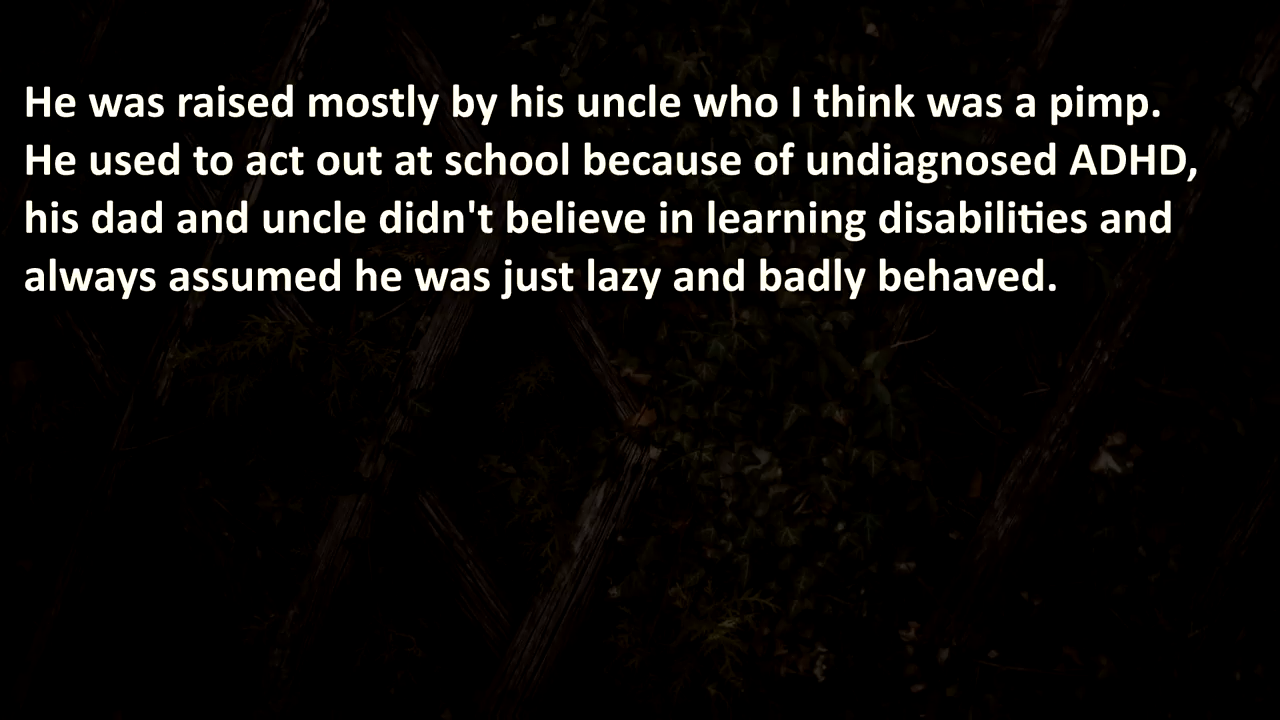 He was raised mostly by his uncle who I think was a pimp.
He used to act out at school because of undiagnosed ADHD,
his dad and uncle didn't believe in learning disabilities and
always assumed he was just lazy and badly behaved.